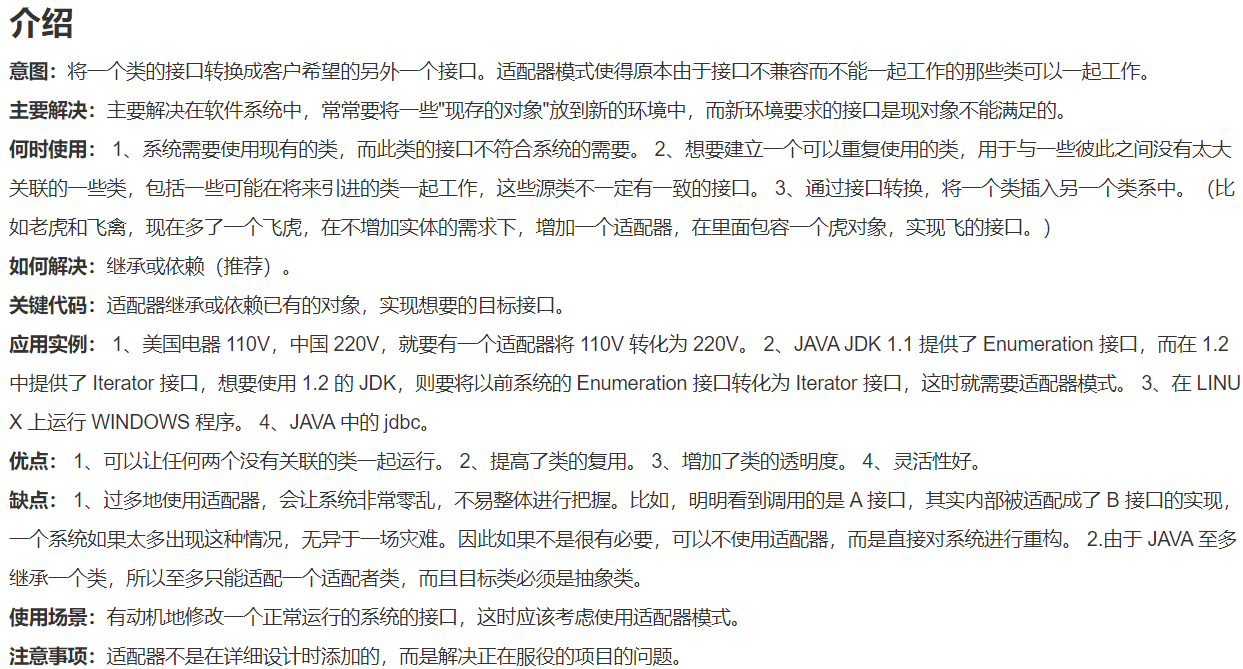 介绍
意图：将一个类的接口转换成客户希望的另外一个接口。适配器模式使得原本由于接口不兼容而不能一起工作的那些类可以一起工作。
主要解决：主要解决在软件系统中，常常要将一些"现存的对象"放到新的环境中，而新环境要求的接口是现对象不能满足的。
何时使用： 1、系统需要使用现有的类，而此类的接口不符合系统的需要。 2、想要建立一个可以重复使用的类，用于与一些彼此之间没有太大
关联的一些类，包括一些可能在将来引进的类一起工作，这些源类不一定有一致的接口。 3、通过接口转换，将一个类插入另一个类系中。（比
如老虎和飞禽，现在多了一个飞虎，在不增加实体的需求下，增加一个适配器，在里面包容一个虎对象，实现飞的接口。）
如何解决：继承或依赖（推荐）。
关键代码：适配器继承或依赖已有的对象，实现想要的目标接口。
应用实例： 1、美国电器 110V，中国 220V，就要有一个适配器将 110V 转化为 220V。 2、JAVA JDK 1.1 提供了 Enumeration 接口，而在 1.2
中提供了 Iterator 接口，想要使用 1.2 的 JDK，则要将以前系统的 Enumeration 接口转化为 Iterator 接口，这时就需要适配器模式。 3、在 LINU
X 上运行 WINDOWS 程序。 4、JAVA 中的 jdbc。
优点： 1、可以让任何两个没有关联的类一起运行。 2、提高了类的复用。 3、增加了类的透明度。 4、灵活性好。
缺点： 1、过多地使用适配器，会让系统非常零乱，不易整体进行把握。比如，明明看到调用的是 A 接口，其实内部被适配成了 B 接口的实现，
一个系统如果太多出现这种情况，无异于一场灾难。因此如果不是很有必要，可以不使用适配器，而是直接对系统进行重构。 2.由于 JAVA 至多
继承一个类，所以至多只能适配一个适配者类，而且目标类必须是抽象类。
使用场景：有动机地修改一个正常运行的系统的接口，这时应该考虑使用适配器模式。
注意事项：适配器不是在详细设计时添加的，而是解决正在服役的项目的问题。